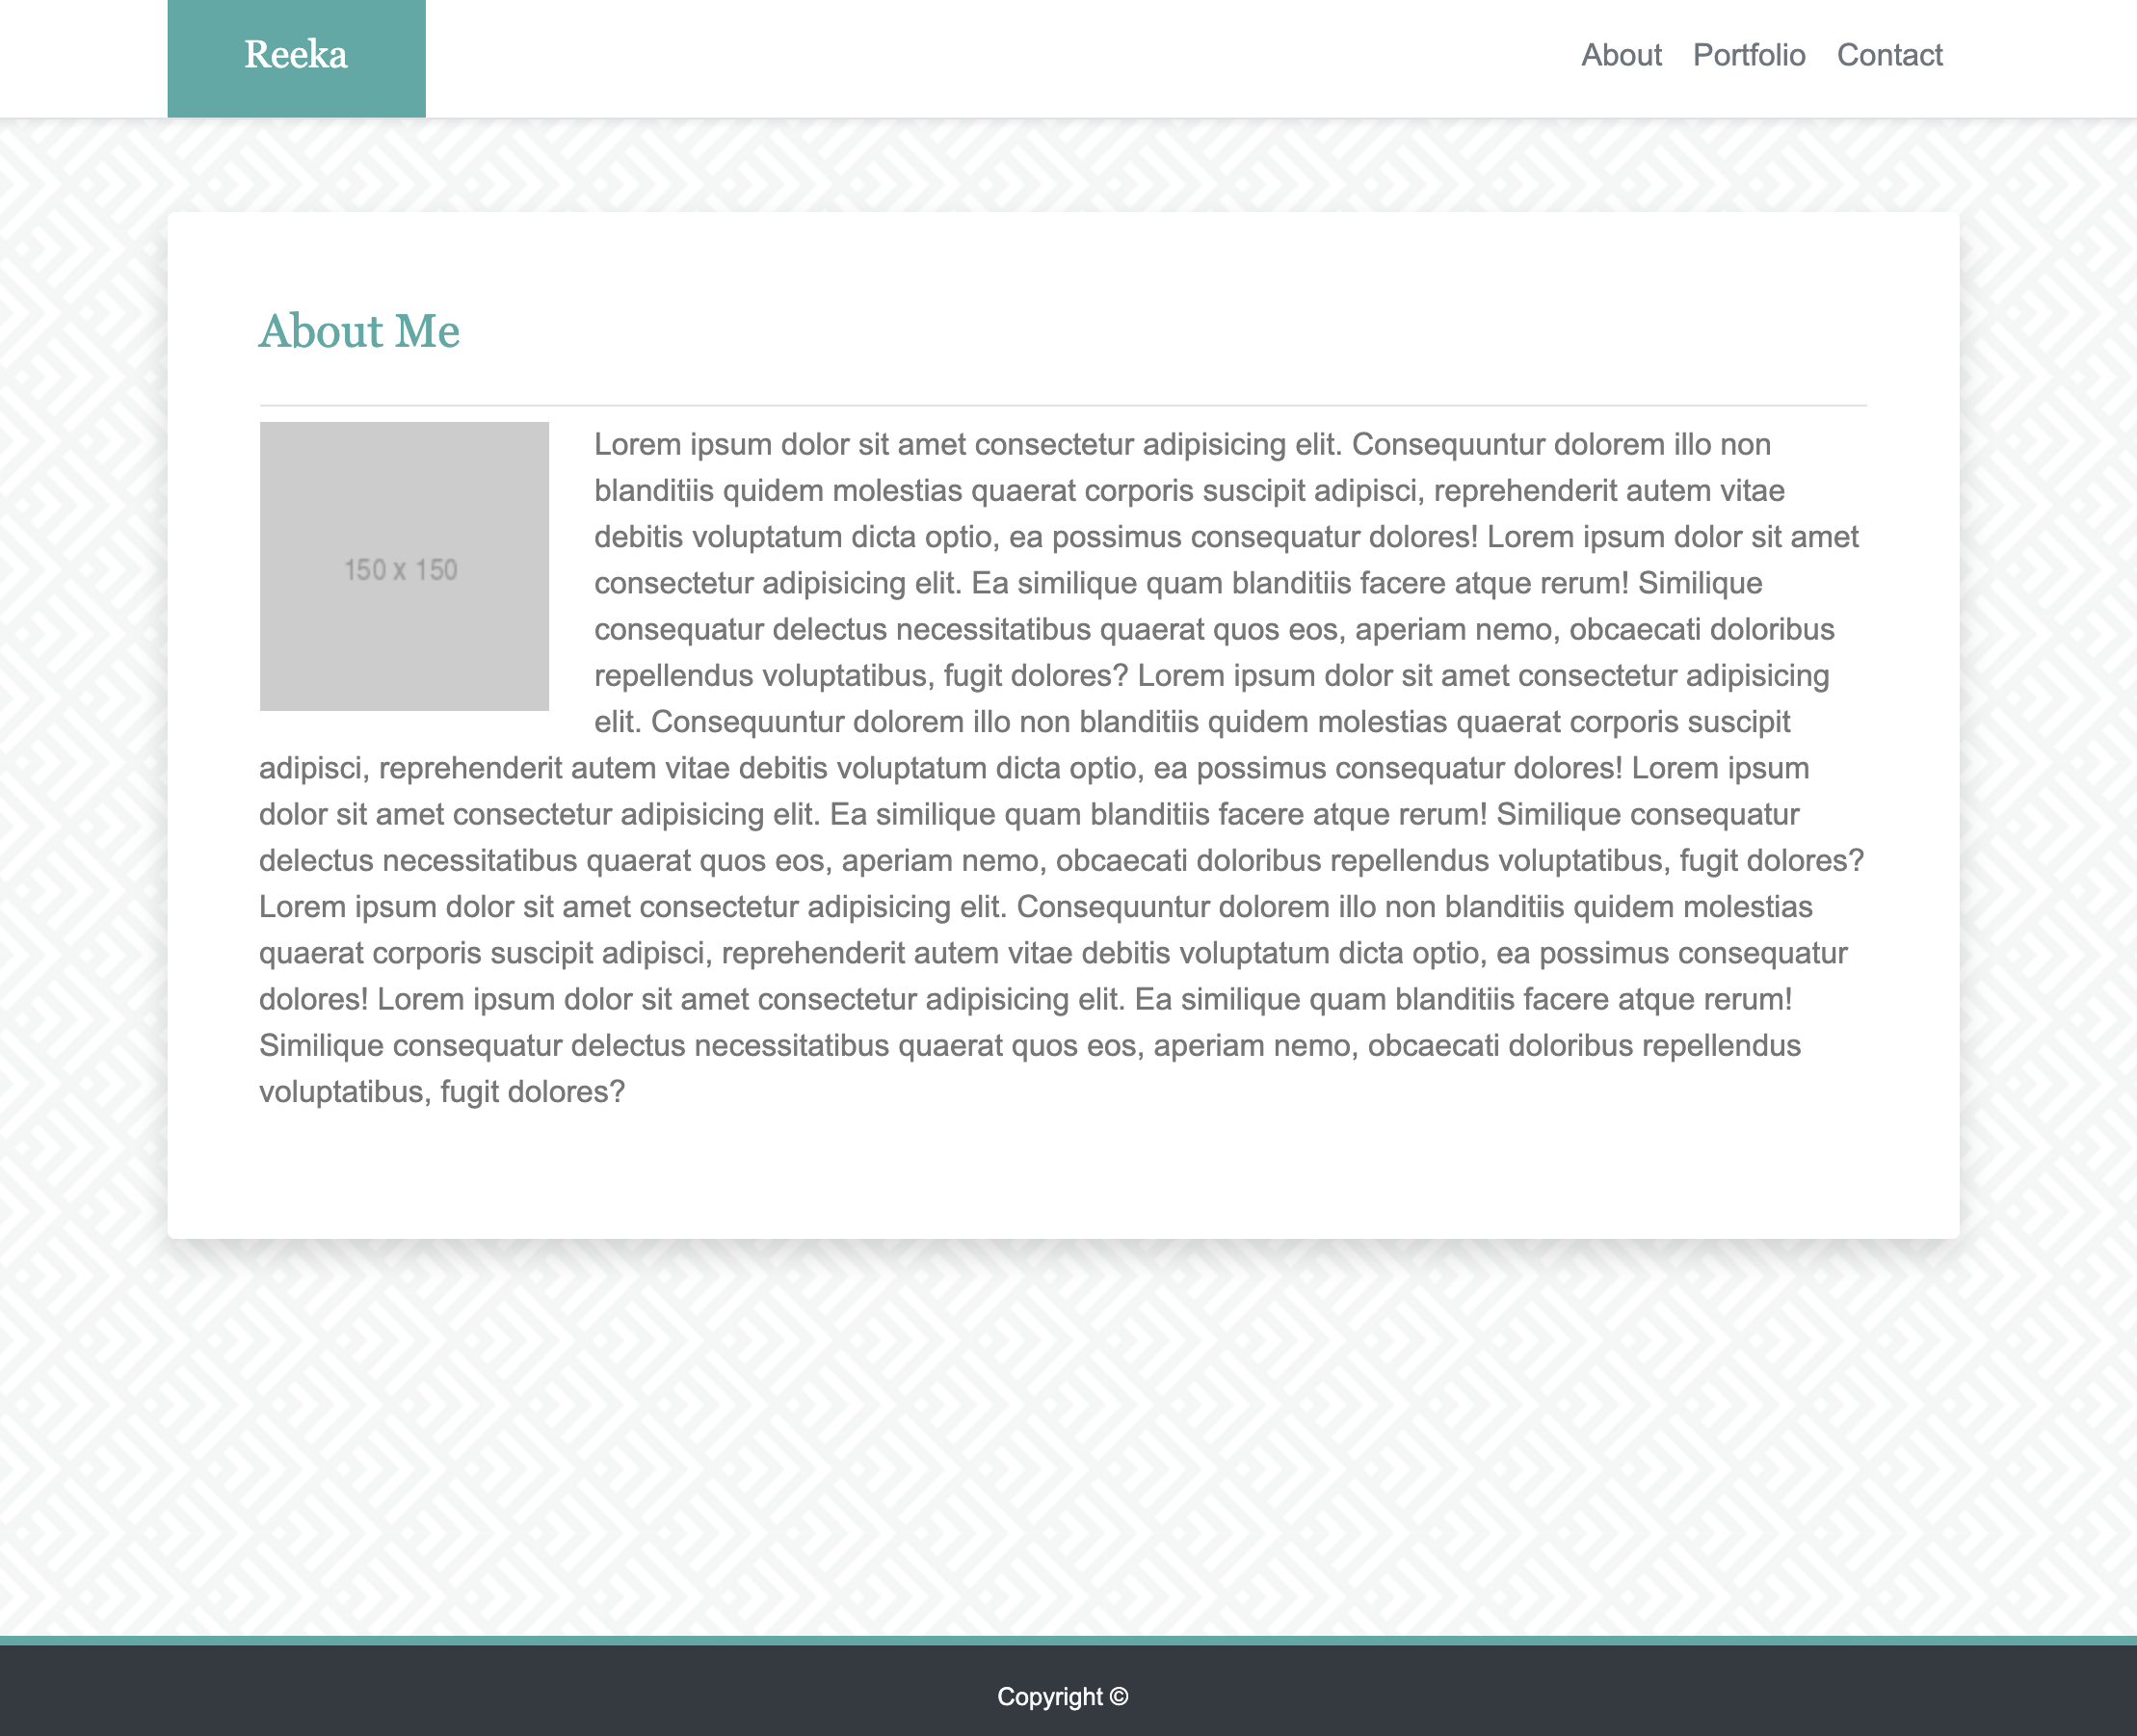 Reeka
About Portfolio Contact
About Me
150 x 150
Lorem ipsum dolor sit amet consectetur adipisicing elit. Consequuntur dolorem illo non
blanditiis quidem molestias quaerat corporis suscipit adipisci, reprehenderit autem vitae
debitis voluptatum dicta optio, ea possimus consequatur dolores! Lorem ipsum dolor sit amet
consectetur adipisicing elit. Ea similique quam blanditiis facere atque rerum! Similique
consequatur delectus necessitatibus quaerat quos eos, aperiam nemo, obcaecati doloribus
repellendus voluptatibus, fugit dolores? Lorem ipsum dolor sit amet consectetur adipisicing
elit. Consequuntur dolorem illo non blanditiis quidem molestias quaerat corporis suscipit
adipisci, reprehenderit autem vitae debitis voluptatum dicta optio, ea possimus consequatur dolores! Lorem ipsum
dolor sit amet consectetur adipisicing elit. Ea similique quam blanditiis facere atque rerum! Similique consequatur
delectus necessitatibus quaerat quos eos, aperiam nemo, obcaecati doloribus repellendus voluptatibus, fugit dolores?
Lorem ipsum dolor sit amet consectetur adipisicing elit. Consequuntur dolorem illo non blanditiis quidem molestias
quaerat corporis suscipit adipisci, reprehenderit autem vitae debitis voluptatum dicta optio, ea possimus consequatur
dolores! Lorem ipsum dolor sit amet consectetur adipisicing elit. Ea similique quam blanditiis facere atque rerum!
Similique consequatur delectus necessitatibus quaerat quos eos, aperiam nemo, obcaecati doloribus repellendus
voluptatibus, fugit dolores?
Copyright ©